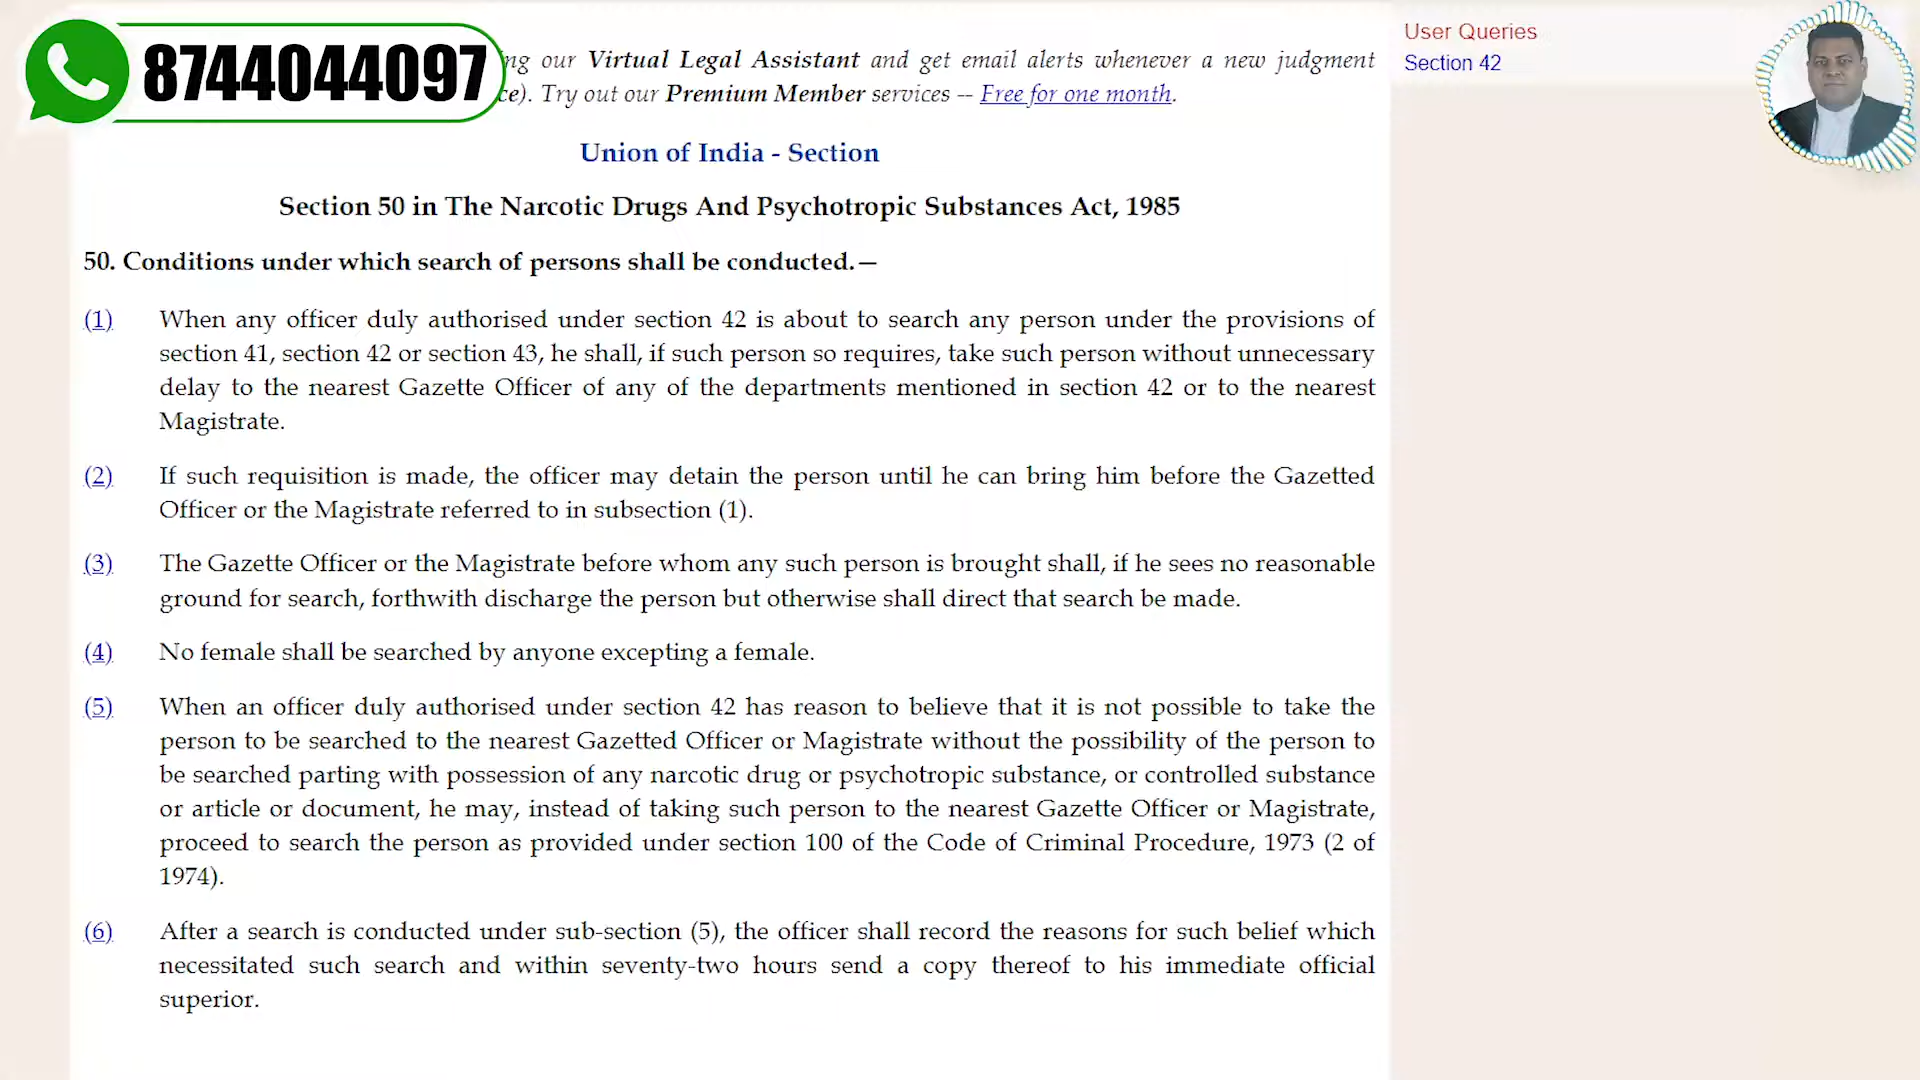 8744044097
ng our Virtual Legal Assistant and get email alerts whenever a new judgment
ce). Try out our Premium Member services -- Free for one month.
User Queries
Section 42
Union of India - Section
Section 50 in The Narcotic Drugs And Psychotropic Substances Act, 1985
50. Conditions under which search of persons shall be conducted.—
(1) When any officer duly authorised under section 42 is about to search any person under the provisions of
section 41, section 42 or section 43, he shall, if such person so requires, take such person without unnecessary
delay to the nearest Gazette Officer of any of the departments mentioned in section 42 or to the nearest
Magistrate.
(2) If such requisition is made, the officer may detain the person until he can bring him before the Gazetted
Officer or the Magistrate referred to in subsection (1).
(3) The Gazette Officer or the Magistrate before whom any such person is brought shall, if he sees no reasonable
ground for search, forthwith discharge the person but otherwise shall direct that search be made.
(4) No female shall be searched by anyone excepting a female.
(5) When an officer duly authorised under section 42 has reason to believe that it is not possible to take the
person to be searched to the nearest Gazetted Officer or Magistrate without the possibility of the person to
be searched parting with possession of any narcotic drug or psychotropic substance, or controlled substance
or article or document, he may, instead of taking such person to the nearest Gazette Officer or Magistrate,
proceed to search the person as provided under section 100 of the Code of Criminal Procedure, 1973 (2 of
1974).
(6) After a search is conducted under sub-section (5), the officer shall record the reasons for such belief which
necessitated such search and within seventy-two hours send a copy thereof to his immediate official
superior.